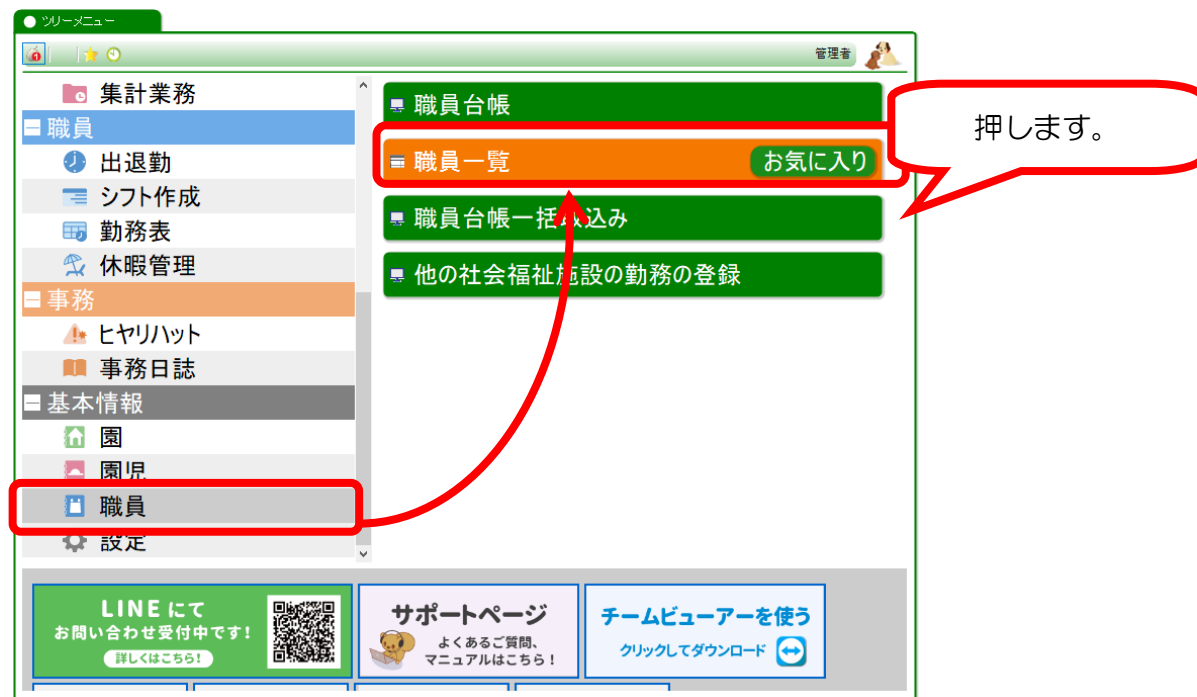 ツリーメニュー
管理者
集計業務
職員
出退勤
シフト作成
勤務表
休暇管理
事務
ヒヤリハット
事務日誌
基本情報
園
園児
職員
設定
職員台帳
職員一覧 お気に入り
職員台帳一括取込み
他の社会福祉施設の勤務の登録
押します。
LINEにて
お問い合わせ受付中です!
詳しくはこちら!
サポートページ
よくあるご質問、
マニュアルはこちら!
チームビューアーを使う
クリックしてダウンロード